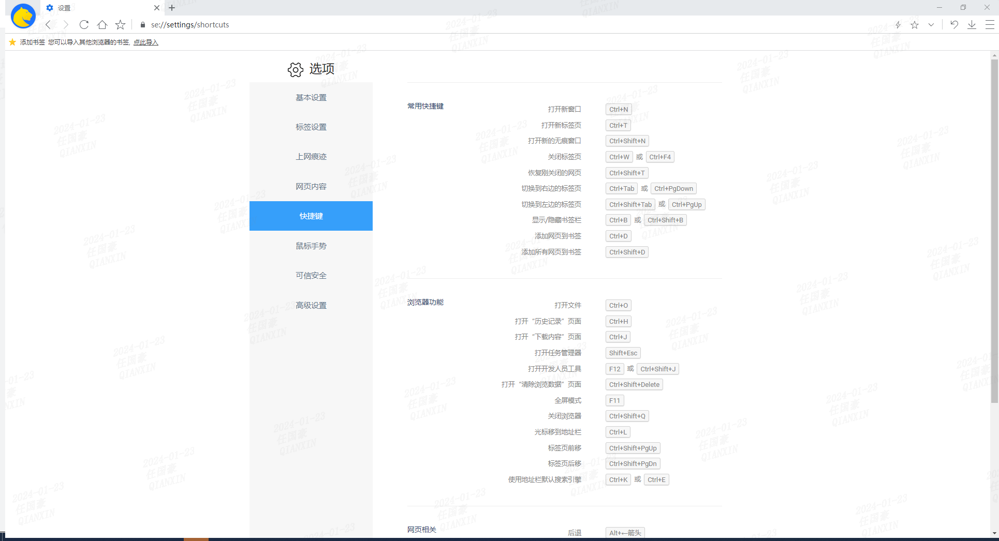 设置
se://settings/shortcuts
添加书签 您可以导入其他浏览器的书签, 点此导入
选项
基本设置
标签设置
上网痕迹
网页内容
快捷键
鼠标手势
可信安全
高级设置
常用快捷键
打开新窗口 Ctrl+N
打开新标签页 Ctrl+T
打开新的无痕窗口 Ctrl+Shift+N
关闭标签页 Ctrl+W 或 Ctrl+F4
恢复刚关闭的网页 Ctrl+Shift+T
切换到右边的标签页 Ctrl+Tab 或 Ctrl+PgDown
切换到左边的标签页 Ctrl+Shift+Tab 或 Ctrl+PgUp
显示/隐藏书签栏 Ctrl+B 或 Ctrl+Shift+B
添加网页到书签 Ctrl+D
添加所有网页到书签 Ctrl+Shift+D
浏览器功能
打开文件 Ctrl+O
打开“历史记录”页面 Ctrl+H
打开“下载内容”页面 Ctrl+J
打开任务管理器 Shift+Esc
打开开发人员工具 F12 或 Ctrl+Shift+J
打开“清除浏览数据”页面 Ctrl+Shift+Delete
全屏模式 F11
关闭浏览器 Ctrl+Shift+Q
光标移到地址栏 Ctrl+L
标签页前移 Ctrl+Shift+PgUp
标签页后移 Ctrl+Shift+PgDn
使用地址栏默认搜索引擎 Ctrl+K 或 Ctrl+E
网页相关
后退 Alt+←箭头
2024-01-23
任国豪
QIANXIN